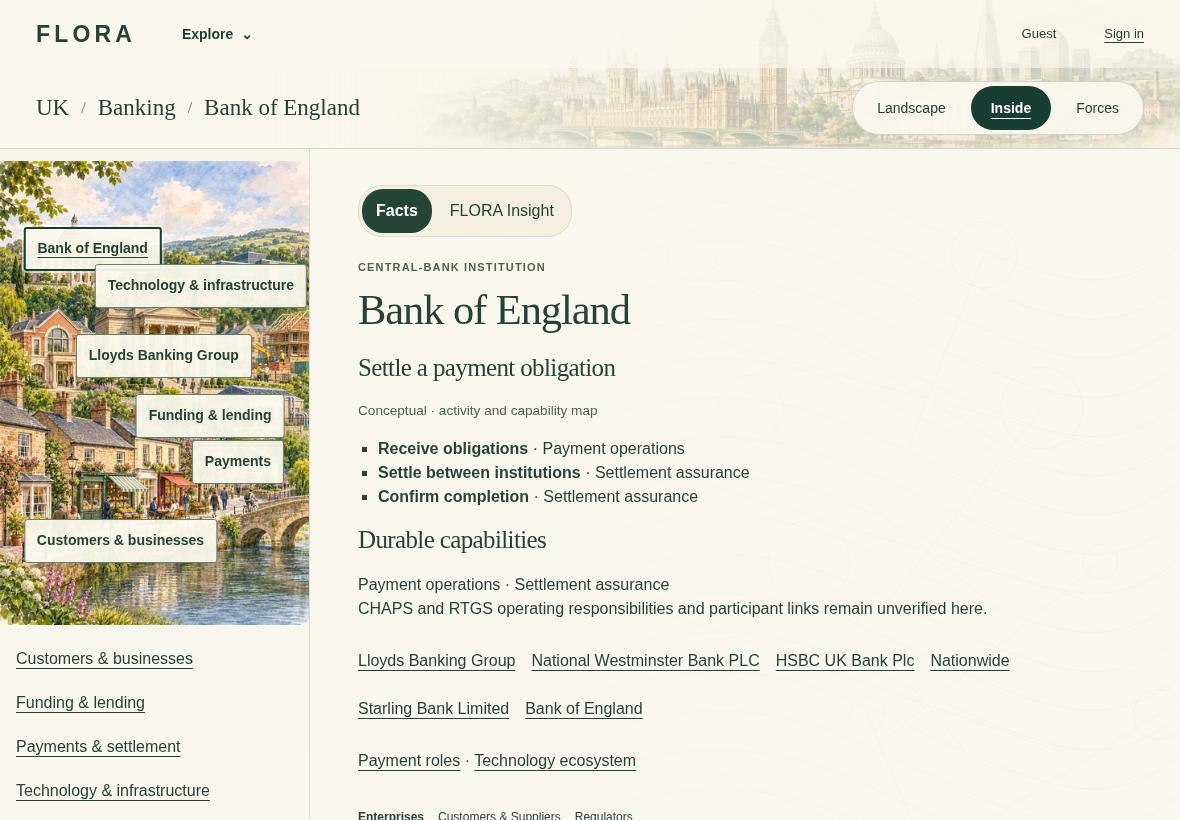 FLORA
Explore
Guest
Sign in
UK / Banking / Bank of England
Landscape
Inside
Forces
Bank of England
Technology & infrastructure
Lloyds Banking Group
Funding & lending
Payments
Customers & businesses
Customers & businesses
Funding & lending
Payments & settlement
Technology & infrastructure
Facts
FLORA Insight
CENTRAL-BANK INSTITUTION
Bank of England
Settle a payment obligation
Conceptual · activity and capability map
Receive obligations · Payment operations
Settle between institutions · Settlement assurance
Confirm completion · Settlement assurance
Durable capabilities
Payment operations · Settlement assurance
CHAPS and RTGS operating responsibilities and participant links remain unverified here.
Lloyds Banking Group National Westminster Bank PLC HSBC UK Bank Plc Nationwide
Starling Bank Limited Bank of England
Payment roles · Technology ecosystem
Enterprises Customers & Suppliers Regulators